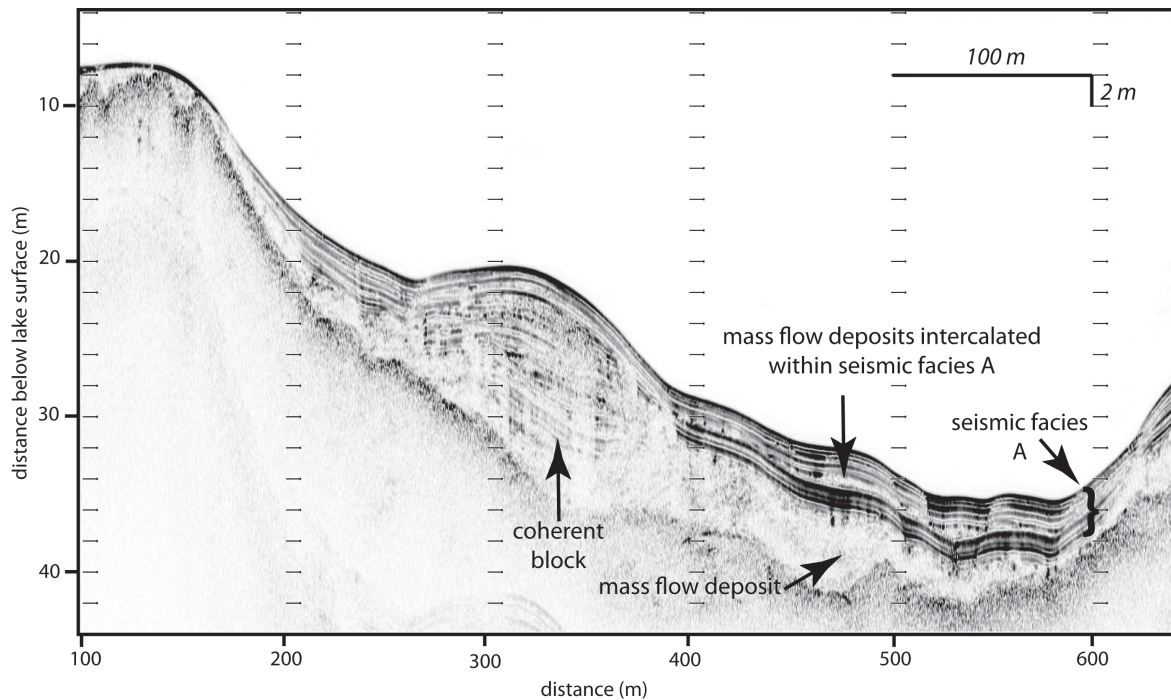 100 m
2 m
10
20
30
40
distance below lake surface (m)
mass flow deposits intercalated
within seismic facies A
seismic facies
A
coherent
block
mass flow deposit
100
200
300
400
500
600
distance (m)